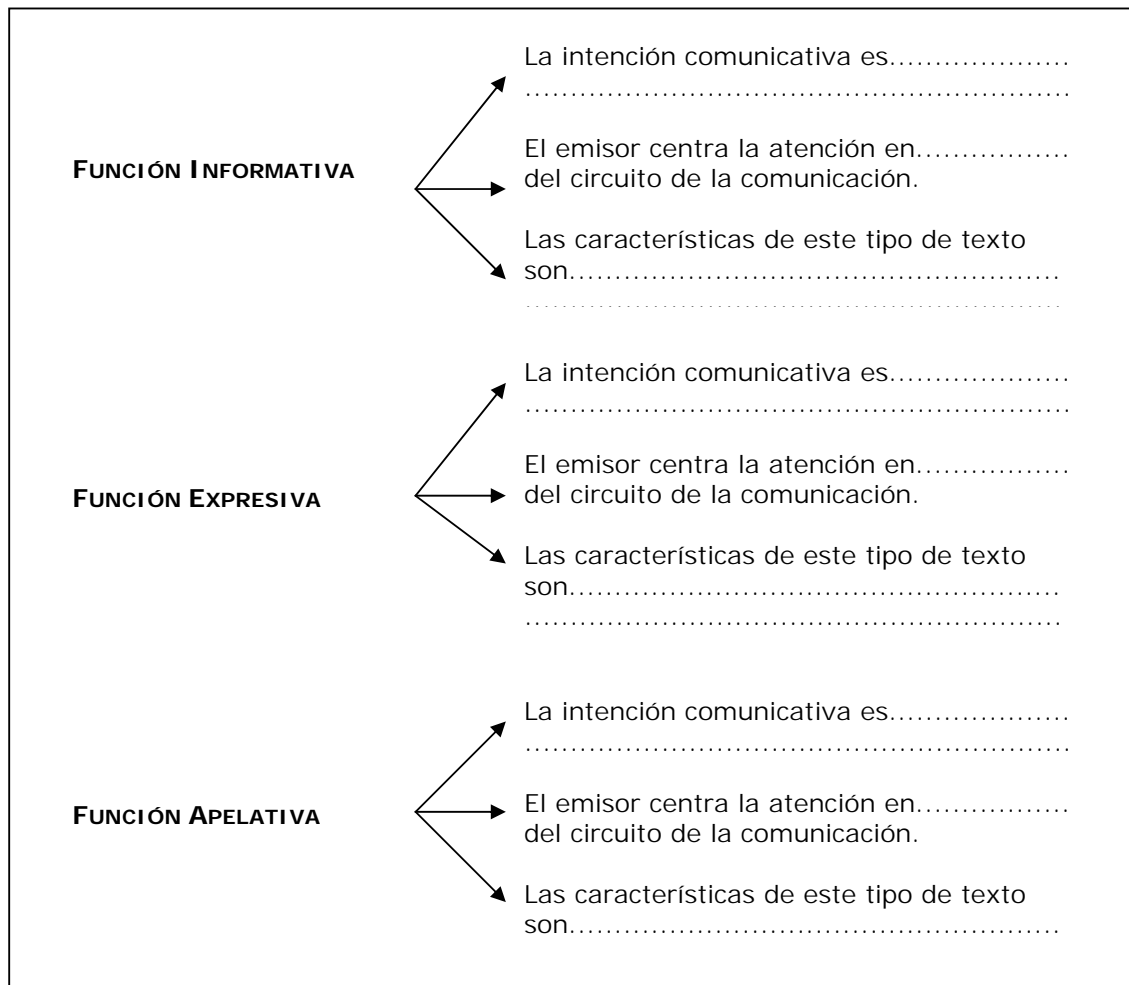 La intención comunicativa es....................
............................................................
FUNCIÓN INFORMATIVA
El emisor centra la atención en.................
del circuito de la comunicación.
Las características de este tipo de texto
son......................................................
...........................................................
La intención comunicativa es....................
............................................................
FUNCIÓN EXPRESIVA
El emisor centra la atención en.................
del circuito de la comunicación.
Las características de este tipo de texto
son......................................................
...........................................................
La intención comunicativa es....................
............................................................
FUNCIÓN APELATIVA
El emisor centra la atención en.................
del circuito de la comunicación.
Las características de este tipo de texto
son......................................................